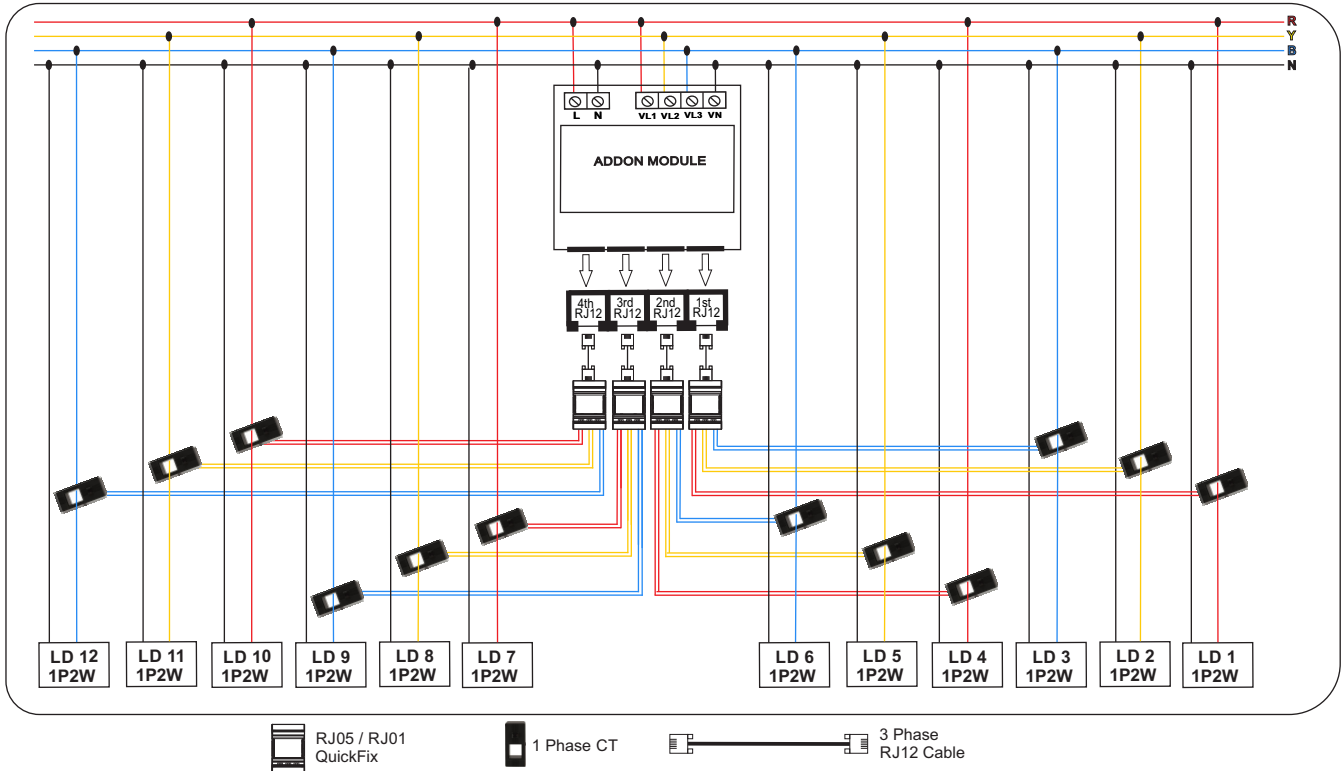 R
Y
B
N
L N VL1 VL2 VL3 VN
ADDON MODULE
4th 3rd 2nd 1st
RJ12 RJ12 RJ12 RJ12
LD 12 LD 11 LD 10 LD 9 LD 8 LD 7 LD 6 LD 5 LD 4 LD 3 LD 2 LD 1
1P2W 1P2W 1P2W 1P2W 1P2W 1P2W 1P2W 1P2W 1P2W 1P2W 1P2W 1P2W
RJ05 / RJ01
QuickFix
1 Phase CT
3 Phase
RJ12 Cable